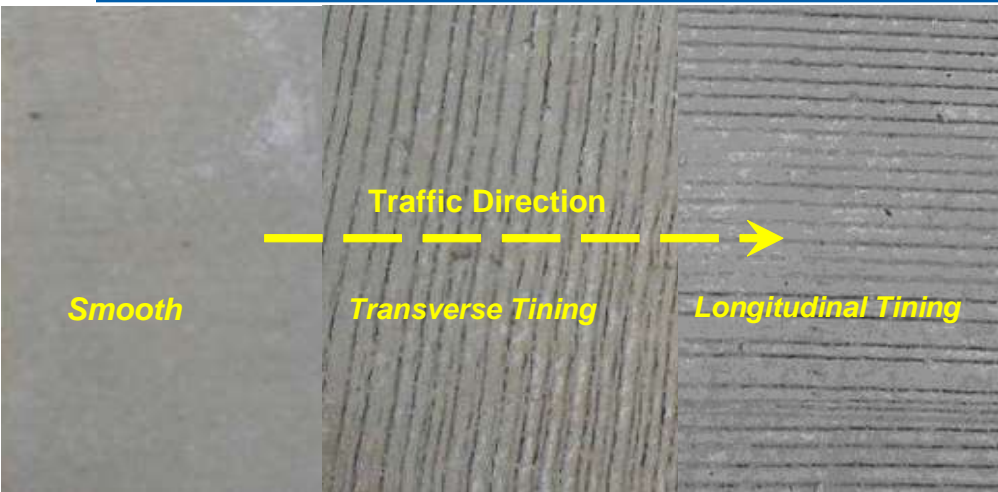 Traffic Direction
Smooth
Transverse Tining
Longitudinal Tining